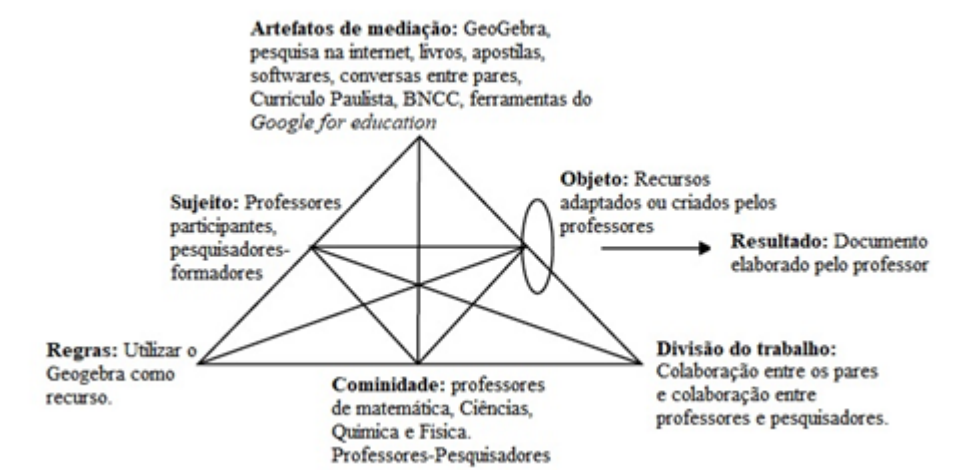 Artefatos de mediação: GeoGebra,
pesquisa na internet, livros, apostilas,
softwares, conversas entre pares,
Curriculo Paulista, BNCC, ferramentas do
Google for education
Sujeito: Professores
participantes,
pesquisadores-
formadores
Objeto: Recursos
adaptados ou criados pelos
professores
Resultado: Documento
elaborado pelo professor
Regras: Utilizar o
Geogebra como
recurso.
Cominidade: professores
de matemática, Ciências,
Quimica e Fisica.
Professores-Pesquisadores
Divisão do trabalho:
Colaboração entre os pares
e colaboração entre
professores e pesquisadores.